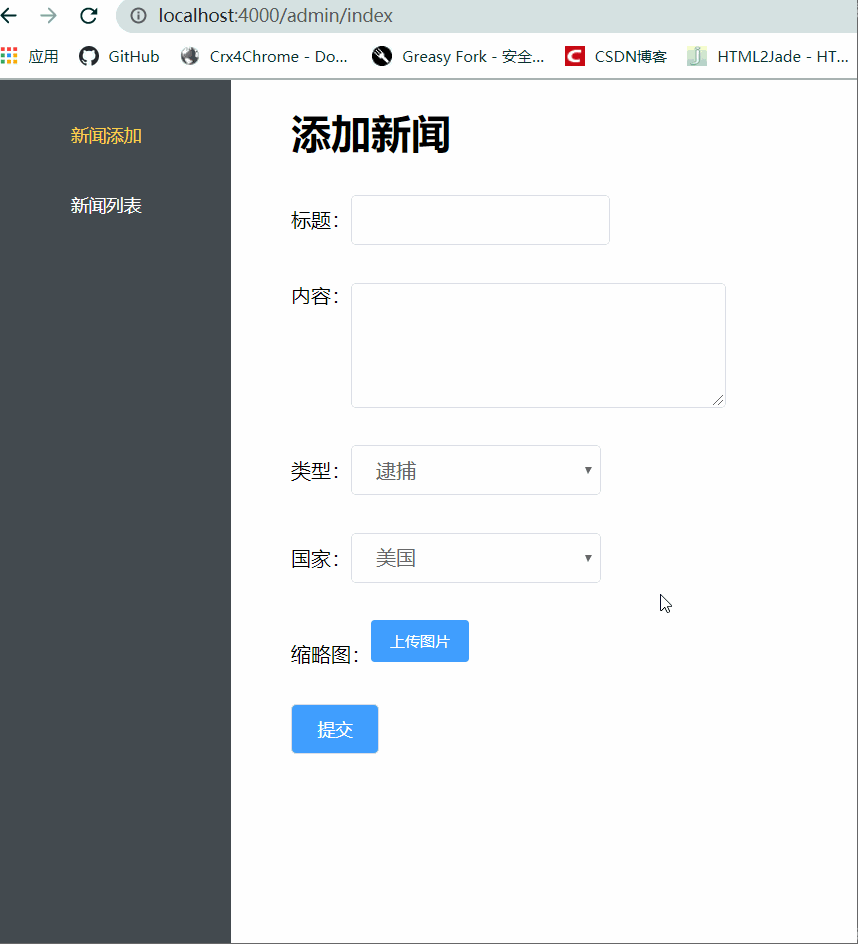 localhost:4000/admin/index
应用 GitHub Crx4Chrome - Do... Greasy Fork - 安全... CSDN博客 HTML2Jade - HT...
新闻添加
新闻列表
添加新闻
标题：
内容：
类型： 逮捕
国家： 美国
缩略图： 上传图片
提交